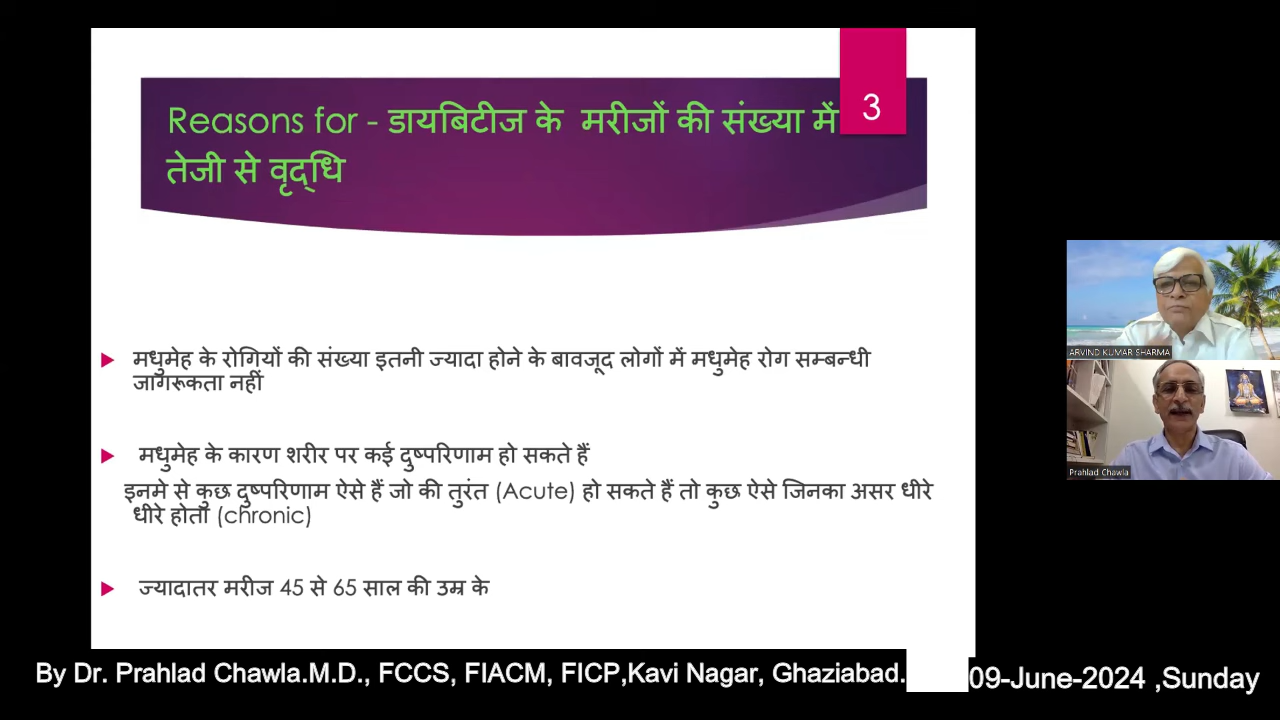 3
Reasons for - डायबिटीज के मरीजों की संख्या में
तेजी से वृद्धि
मधुमेह के रोगियों की संख्या इतनी ज्यादा होने के बावजूद लोगों में मधुमेह रोग सम्बन्धी
जागरूकता नहीं
मधुमेह के कारण शरीर पर कई दुष्परिणाम हो सकते हैं
इनमे से कुछ दुष्परिणाम ऐसे हैं जो की तुरंत (Acute) हो सकते हैं तो कुछ ऐसे जिनका असर धीरे
धीरे होता (chronic)
ज्यादातर मरीज 45 से 65 साल की उम्र के
ARVIND KUMAR SHARMA
Prahlad Chawla
By Dr. Prahlad Chawla.M.D., FCCS, FIACM, FICP,Kavi Nagar, Ghaziabad.
09-June-2024 ,Sunday